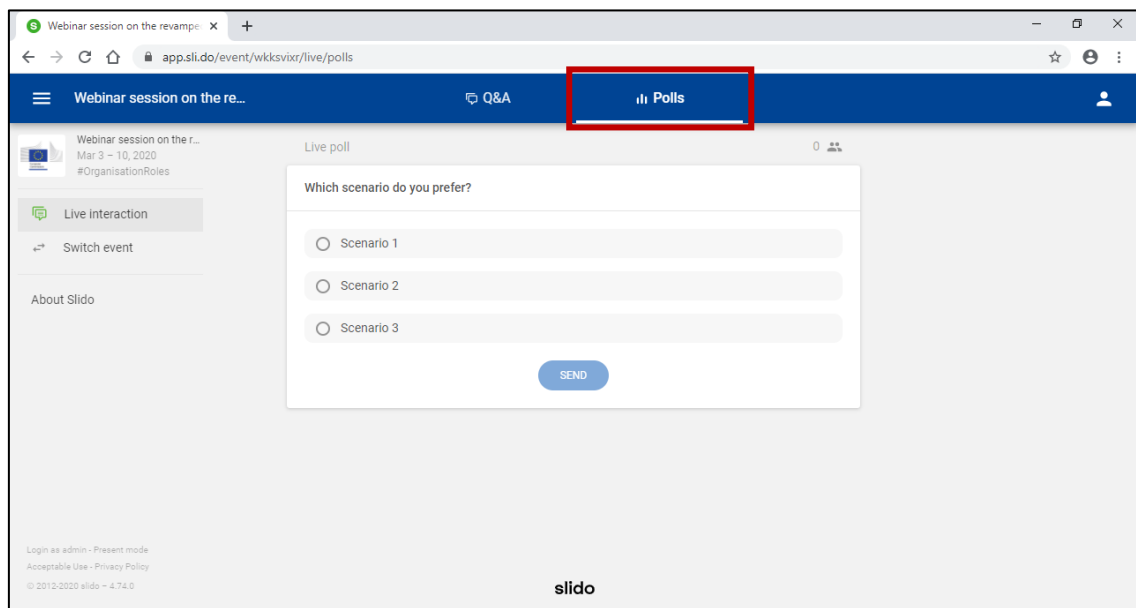 Webinar session on the revampe
app.sli.do/event/wkksvixr/live/polls
Webinar session on the re...
Q&A
Polls
Webinar session on the r...
Mar 3 – 10, 2020
#OrganisationRoles
Live interaction
Switch event
About Slido
Live poll
0
Which scenario do you prefer?
Scenario 1
Scenario 2
Scenario 3
SEND
Login as admin - Present mode
Acceptable Use - Privacy Policy
© 2012-2020 slido – 4.74.0
slido